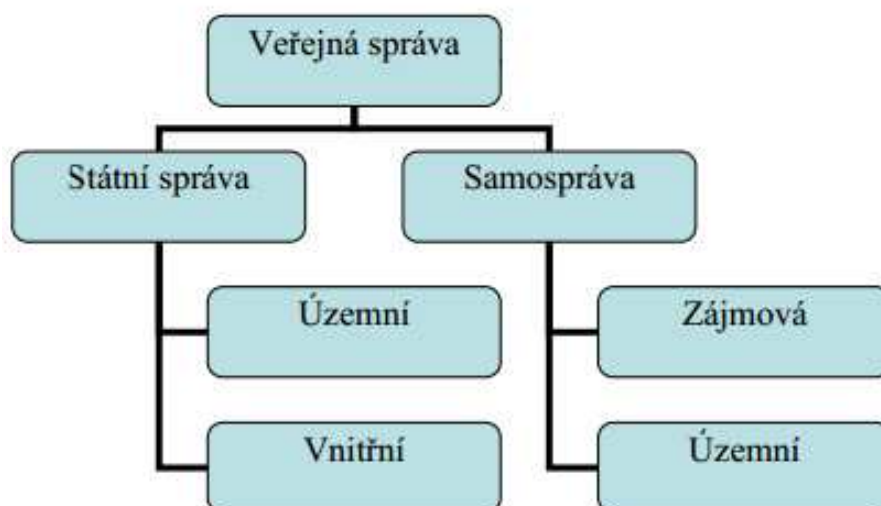 Veřejná správa
Státní správa
Samospráva
Územní
Zájmová
Vnitřní
Územní